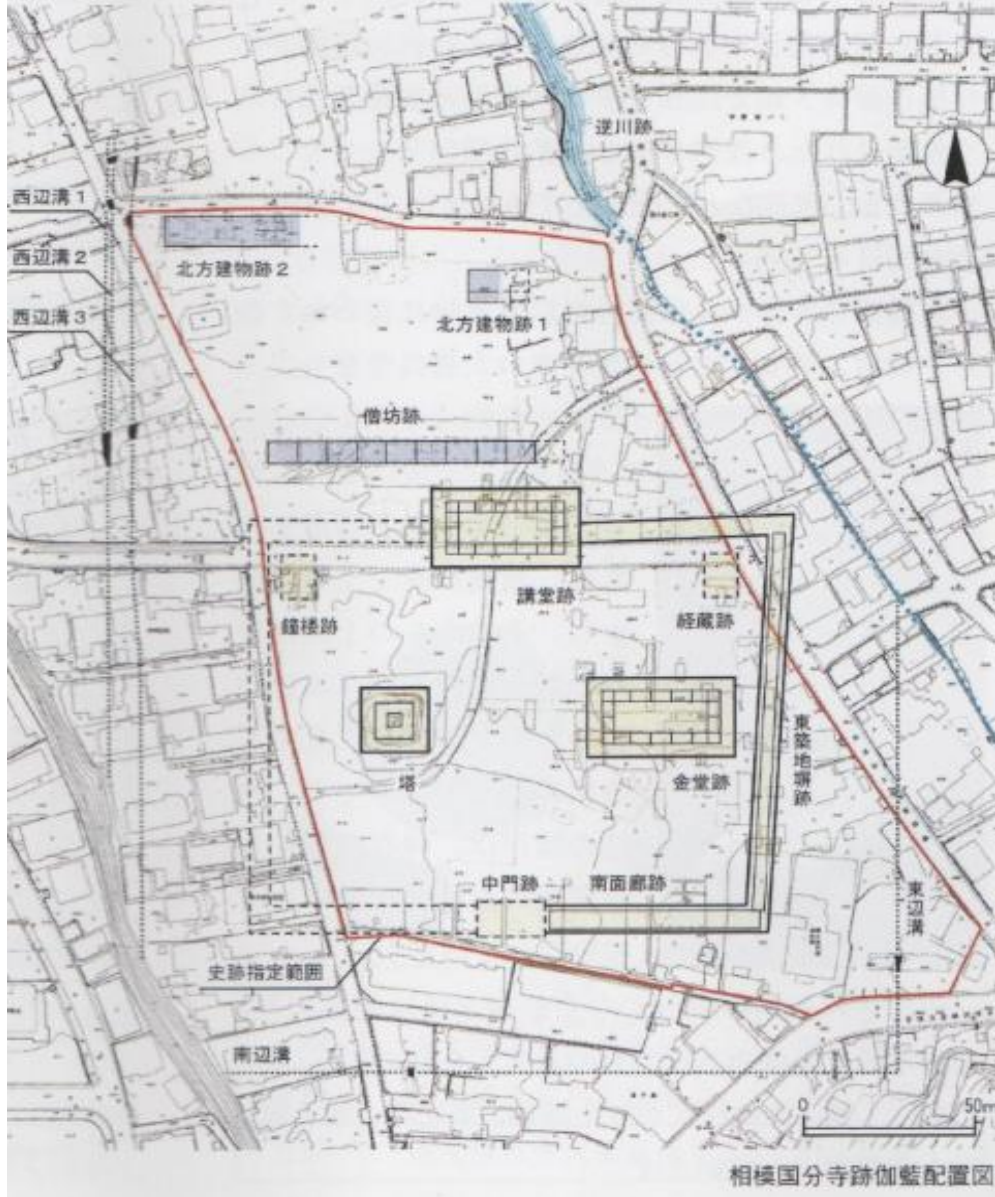 逆川跡
西辺溝1
西辺溝2
西辺溝3
北方建物跡2
北方建物跡1
僧坊跡
講堂跡
鐘楼跡
経蔵跡
塔
金堂跡
東築地塀跡
中門跡
南面廊跡
東辺溝
史跡指定範囲
南辺溝
0
50m
相模国分寺跡伽藍配置図